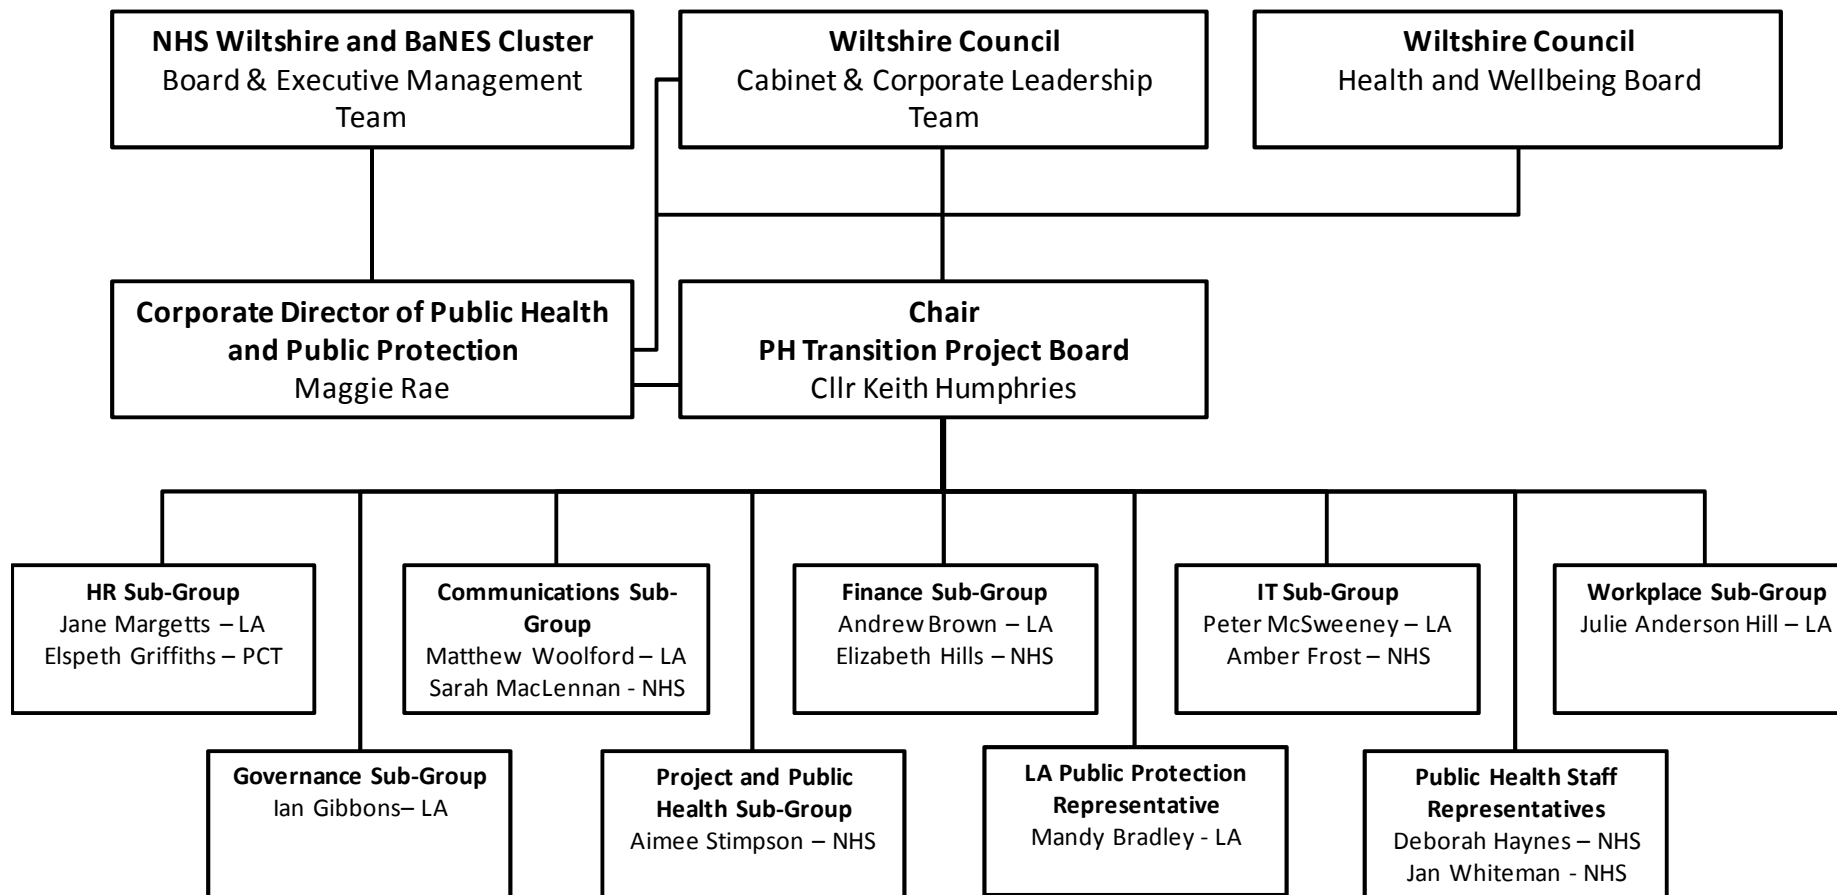 NHS Wiltshire and BaNES Cluster
Board & Executive Management
Team
Wiltshire Council
Cabinet & Corporate Leadership
Team
Wiltshire Council
Health and Wellbeing Board
Corporate Director of Public Health
and Public Protection
Maggie Rae
Chair
PH Transition Project Board
Cllr Keith Humphries
HR Sub-Group
Jane Margetts – LA
Elspeth Griffiths – PCT
Communications Sub-
Group
Matthew Woolford – LA
Sarah MacLennan - NHS
Finance Sub-Group
Andrew Brown – LA
Elizabeth Hills – NHS
IT Sub-Group
Peter McSweeney – LA
Amber Frost – NHS
Workplace Sub-Group
Julie Anderson Hill – LA
Governance Sub-Group
Ian Gibbons– LA
Project and Public
Health Sub-Group
Aimee Stimpson – NHS
LA Public Protection
Representative
Mandy Bradley - LA
Public Health Staff
Representatives
Deborah Haynes – NHS
Jan Whiteman - NHS